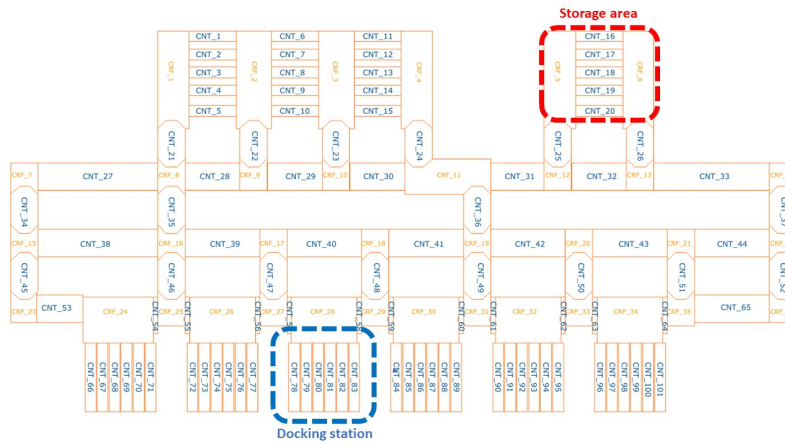 Storage area
CNT_1 CNT_6 CNT_11 CNT_16
CNT_2 CNT_7 CNT_12 CNT_17
CRF_1 CNT_3 CRF_2 CNT_8 CRF_3 CNT_13 CRF_4 CRF_5 CNT_18 CRF_6
CNT_4 CNT_9 CNT_14 CNT_19
CNT_5 CNT_10 CNT_15 CNT_20
CNT_21 CNT_22 CNT_23 CNT_24 CNT_25 CNT_26
CRF_7 CNT_27 CRF_8 CNT_28 CRF_9 CNT_29 CRF_10 CNT_30 CRF_11 CNT_31 CRF_12 CNT_32 CRF_13 CNT_33
CNT_34 CNT_35 CNT_36
CRF_15 CNT_38 CRF_16 CNT_39 CRF_17 CNT_40 CRF_18 CNT_41 CRF_19 CNT_42 CRF_20 CNT_43 CRF_21 CNT_44
CNT_45 CNT_46 CNT_47 CNT_48 CNT_49 CNT_50 CNT_51 CNT_52
CRF_23 CNT_53 CRF_24 CNT_54 CRF_25 CNT_55 CRF_26 CNT_56 CRF_27 CRF_28 CRF_29 CNT_59 CRF_30 CNT_60 CRF_31 CNT_61 CRF_32 CNT_62 CRF_33 CNT_63 CRF_34 CNT_64 CRF_35 CNT_65
CNT_66 CNT_67 CNT_68 CNT_69 CNT_70 CNT_71 CNT_72 CNT_73 CNT_74 CNT_75 CNT_76 CNT_77 CNT_78 CNT_79 CNT_80 CNT_81 CNT_82 CNT_83 CNT_84 CNT_85 CNT_86 CNT_87 CNT_88 CNT_89 CNT_90 CNT_91 CNT_92 CNT_93 CNT_94 CNT_95 CNT_96 CNT_97 CNT_98 CNT_99 CNT_100 CNT_101
Docking station